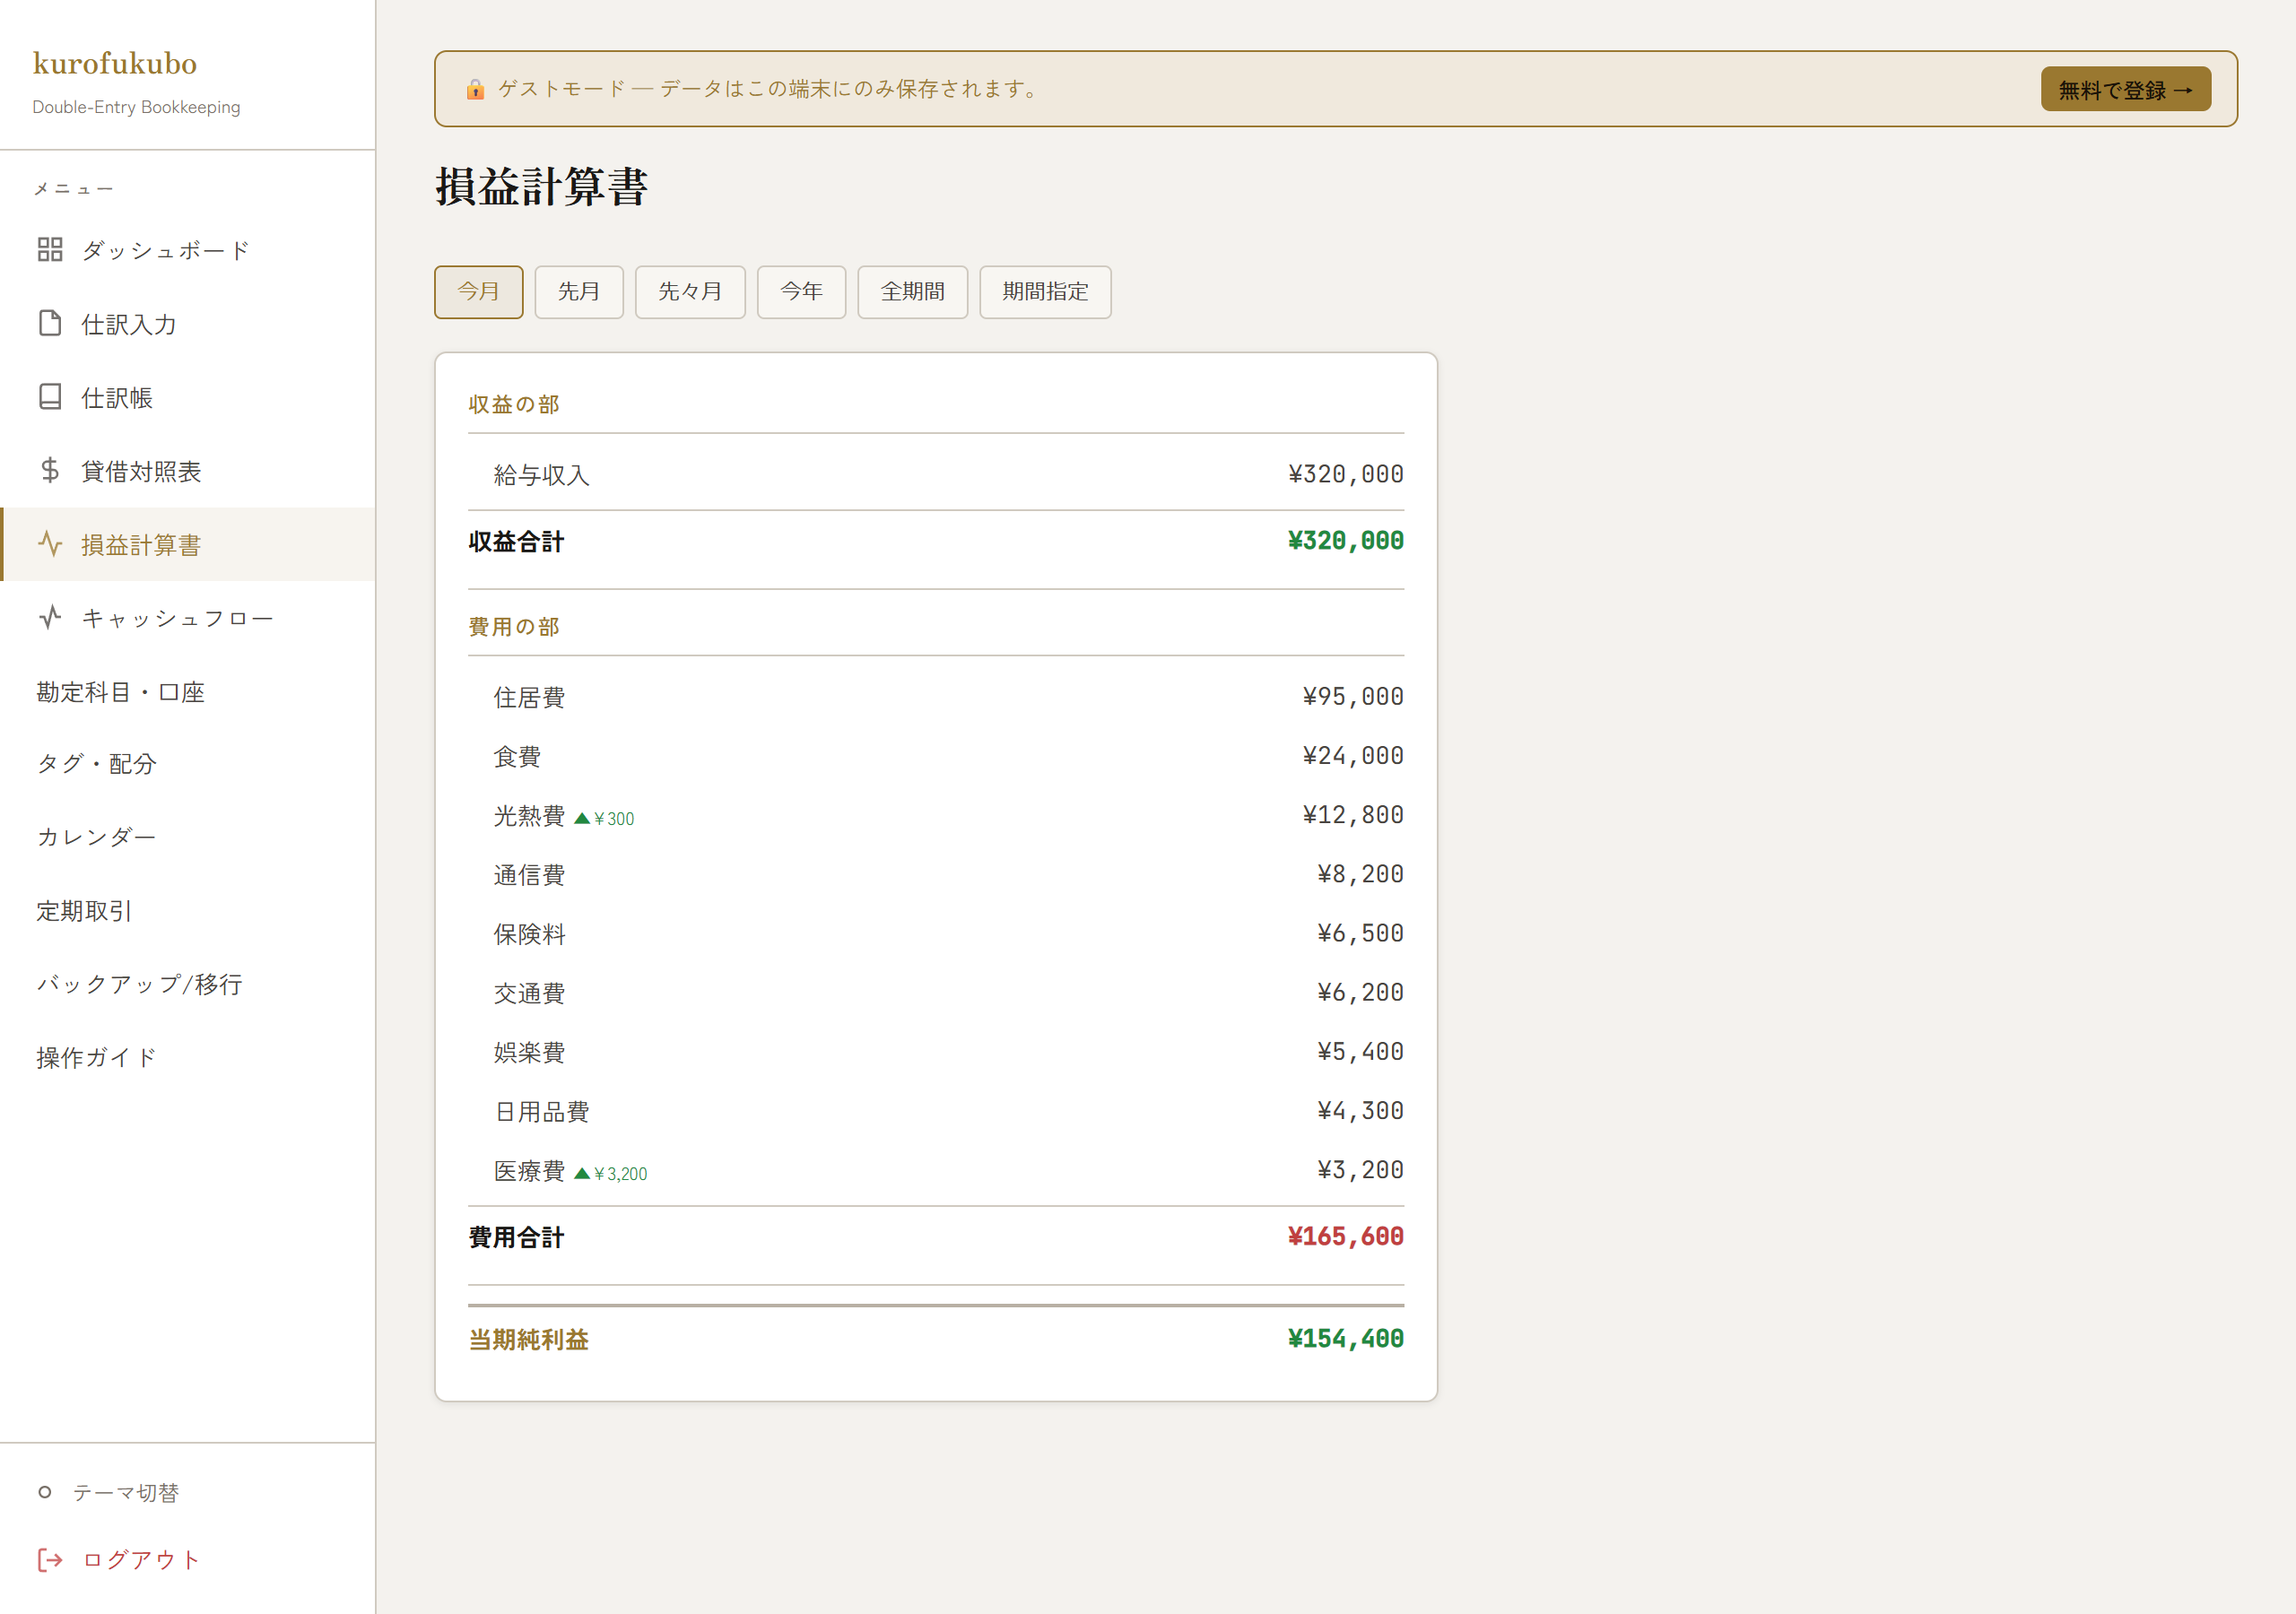 kurofukubo
Double-Entry Bookkeeping
メニュー
ダッシュボード
仕訳入力
仕訳帳
貸借対照表
損益計算書
キャッシュフロー
勘定科目・口座
タグ・配分
カレンダー
定期取引
バックアップ/移行
操作ガイド
テーマ切替
ログアウト
ゲストモード — データはこの端末にのみ保存されます。
無料で登録 →
損益計算書
今月 先月 先々月 今年 全期間 期間指定
収益の部
給与収入 ¥320,000
収益合計 ¥320,000
費用の部
住居費 ¥95,000
食費 ¥24,000
光熱費 ▲¥300 ¥12,800
通信費 ¥8,200
保険料 ¥6,500
交通費 ¥6,200
娯楽費 ¥5,400
日用品費 ¥4,300
医療費 ▲¥3,200 ¥3,200
費用合計 ¥165,600
当期純利益 ¥154,400